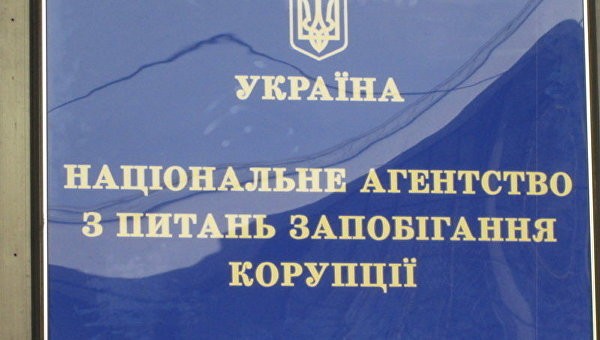 УКРАЇНА
НАЦІОНАЛЬНЕ АГЕНТСТВО
З ПИТАНЬ ЗАПОБІГАННЯ
КОРУПЦІЇ